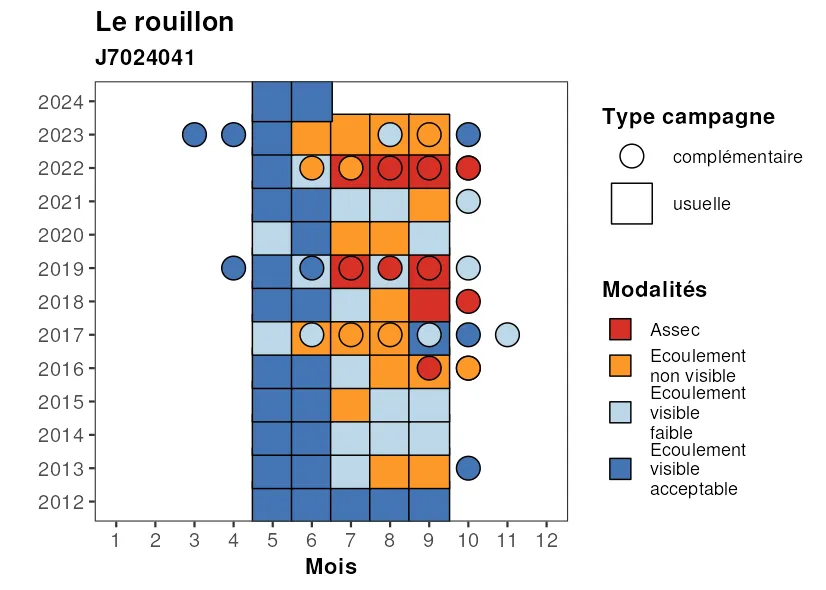 Le rouillon
J7024041
2024
2023
2022
2021
2020
2019
2018
2017
2016
2015
2014
2013
2012
1 2 3 4 5 6 7 8 9 10 11 12
Mois
Type campagne
complémentaire
usuelle
Modalités
Assec
Ecoulement
non visible
Ecoulement
visible
faible
Ecoulement
visible
acceptable